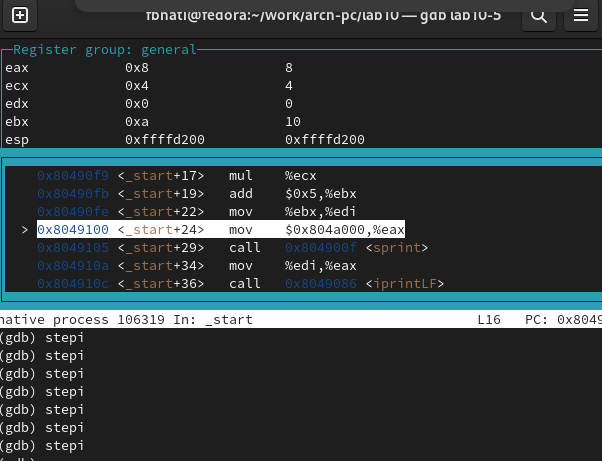 fbnati@fedora:~/work/arch-pc/lab10 — gdb lab10-5
Register group: general
eax 0x8 8
ecx 0x4 4
edx 0x0 0
ebx 0xa 10
esp 0xffffd200 0xffffd200
0x80490f9 <_start+17> mul %ecx
0x80490fb <_start+19> add $0x5,%ebx
0x80490fe <_start+22> mov %ebx,%edi
> 0x8049100 <_start+24> mov $0x804a000,%eax
0x8049105 <_start+29> call 0x804900f <sprint>
0x804910a <_start+34> mov %edi,%eax
0x804910c <_start+36> call 0x8049086 <iprintLF>
native process 106319 In: _start L16 PC: 0x8049
(gdb) stepi
(gdb) stepi
(gdb) stepi
(gdb) stepi
(gdb) stepi
(gdb) stepi
(gdb) stepi